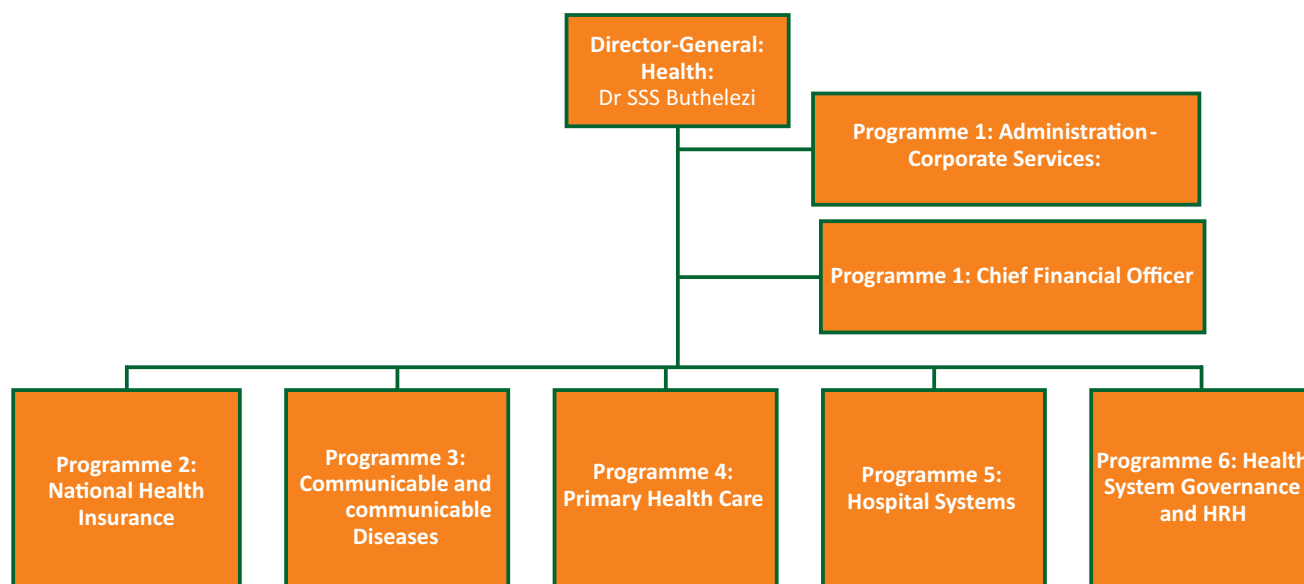 Director-General:
Health:
Dr SSS Buthelezi
Programme 1: Administration-
Corporate Services:
Programme 1: Chief Financial Officer
Programme 2:
National Health
Insurance
Programme 3:
Communicable and
communicable
Diseases
Programme 4:
Primary Health Care
Programme 5:
Hospital Systems
Programme 6: Health
System Governance
and HRH